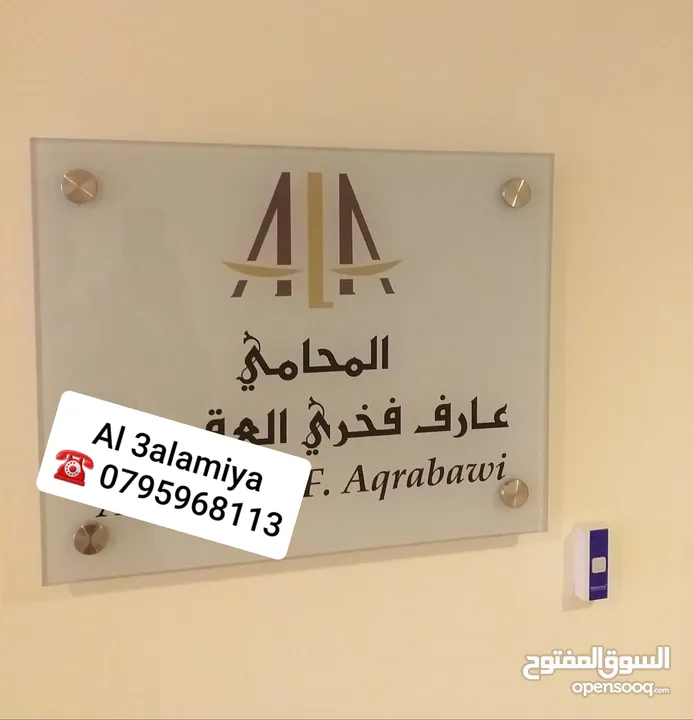 ALA
المحامي
عارف فخري
F. Aqrabawi
Al 3alamiya
0795968113
السوق المفتوح
opensooq.com